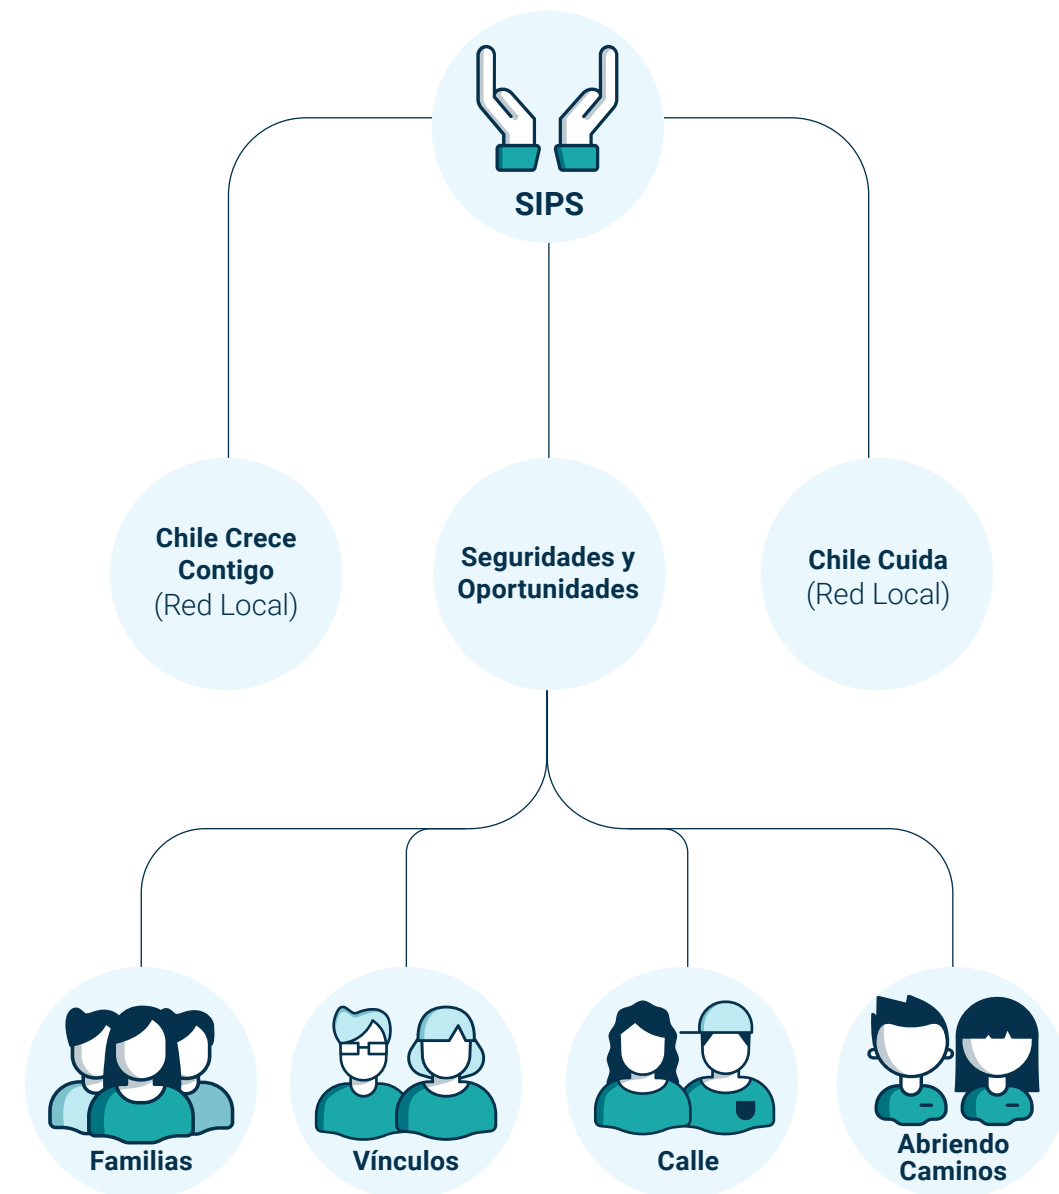 SIPS
Chile Crece
Contigo
(Red Local)
Seguridades y
Oportunidades
Chile Cuida
(Red Local)
Familias
Vínculos
Calle
Abriendo
Caminos